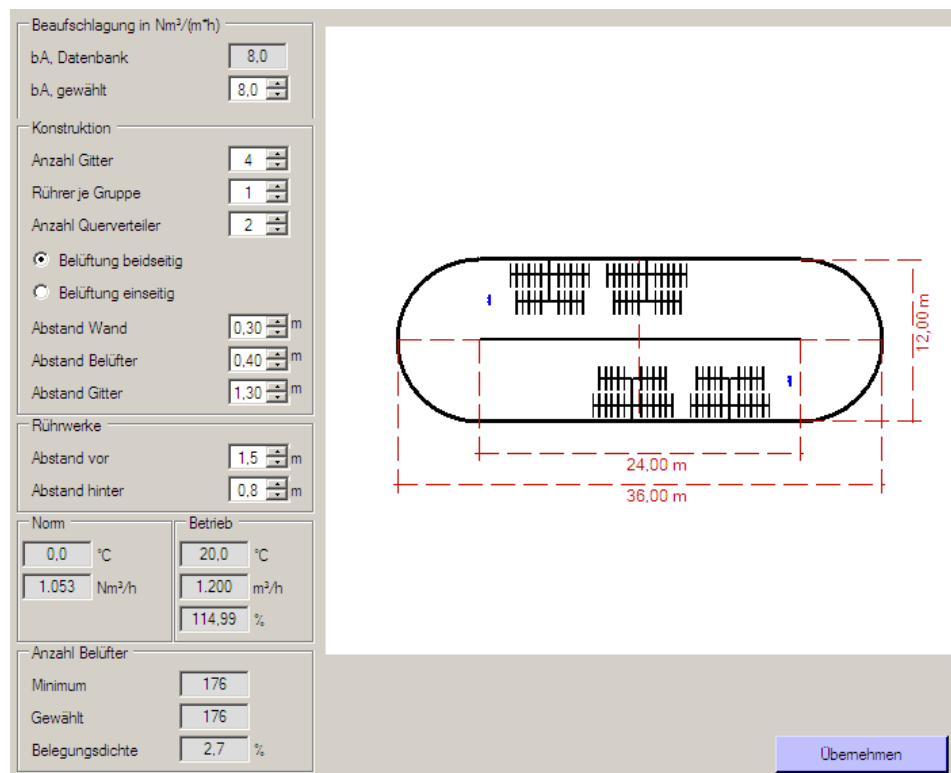 Beaufschlagung in Nm³/(m*h)
bA, Datenbank 8,0
bA, gewählt 8,0
Konstruktion
Anzahl Gitter 4
Rührer je Gruppe 1
Anzahl Querverteiler 2
Belüftung beidseitig
Belüftung einseitig
Abstand Wand 0,30 m
Abstand Belüfter 0,40 m
Abstand Gitter 1,30 m
Rührwerke
Abstand vor 1,5 m
Abstand hinter 0,8 m
Norm
0,0 °C
1.053 Nm³/h
Betrieb
20,0 °C
1.200 m³/h
114,99 %
Anzahl Belüfter
Minimum 176
Gewählt 176
Belegungsdichte 2,7 %
12,00 m
24,00 m
36,00 m
Übernehmen